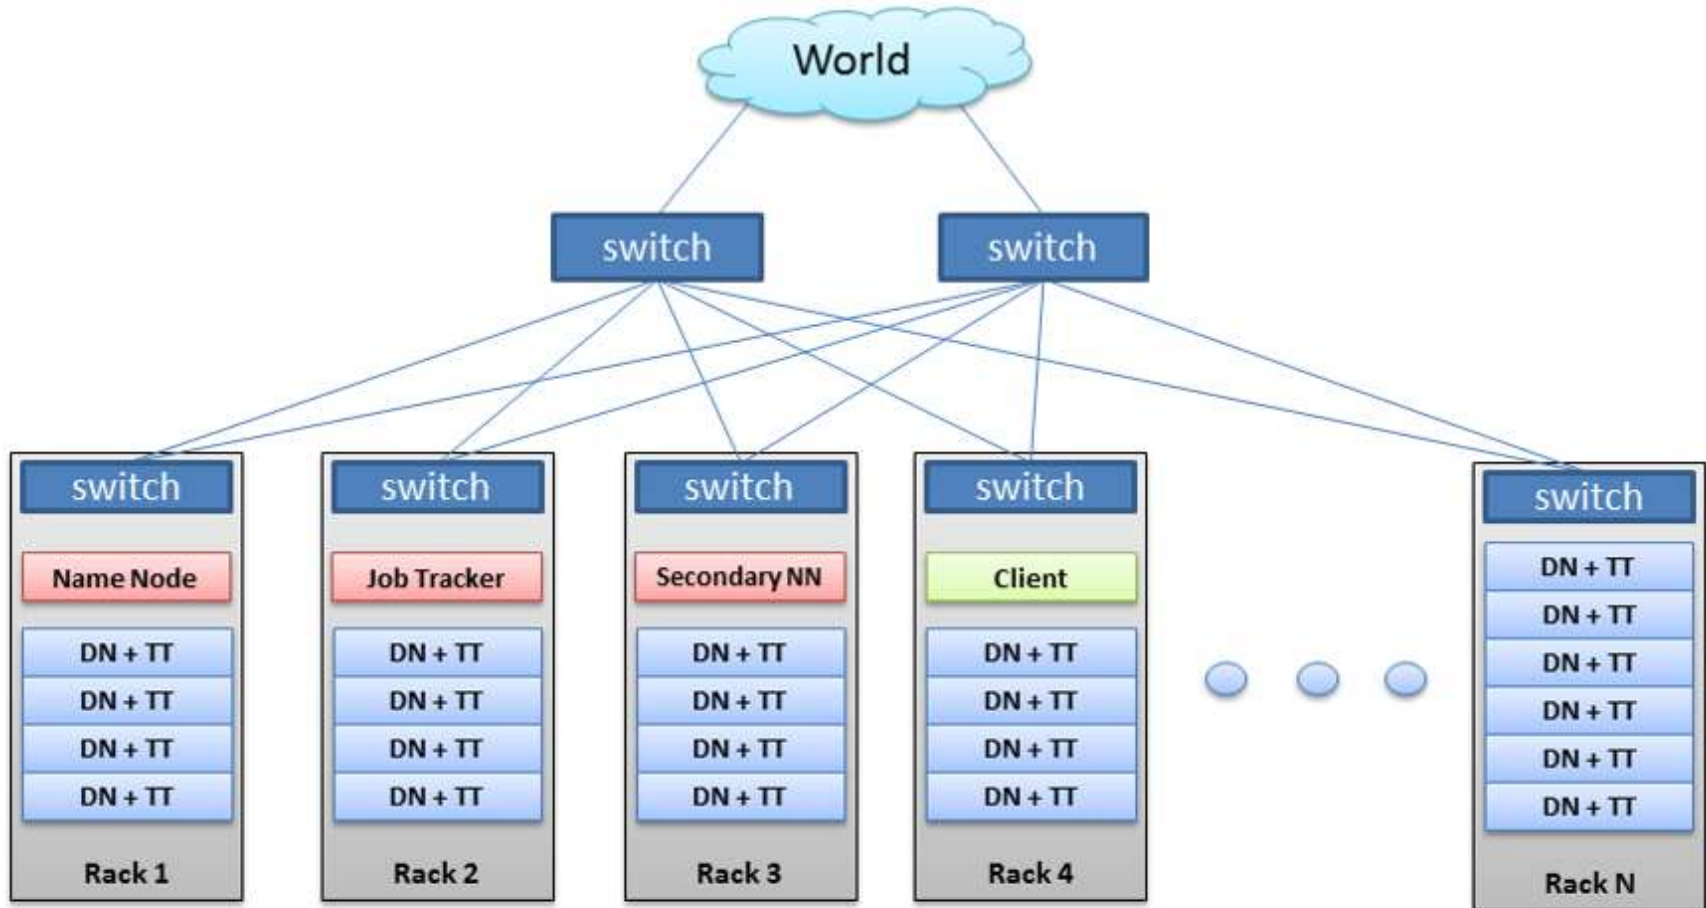 World
switch
switch
switch
Name Node
DN + TT
DN + TT
DN + TT
DN + TT
Rack 1
switch
Job Tracker
DN + TT
DN + TT
DN + TT
DN + TT
Rack 2
switch
Secondary NN
DN + TT
DN + TT
DN + TT
DN + TT
Rack 3
switch
Client
DN + TT
DN + TT
DN + TT
DN + TT
Rack 4
switch
DN + TT
DN + TT
DN + TT
DN + TT
DN + TT
DN + TT
Rack N